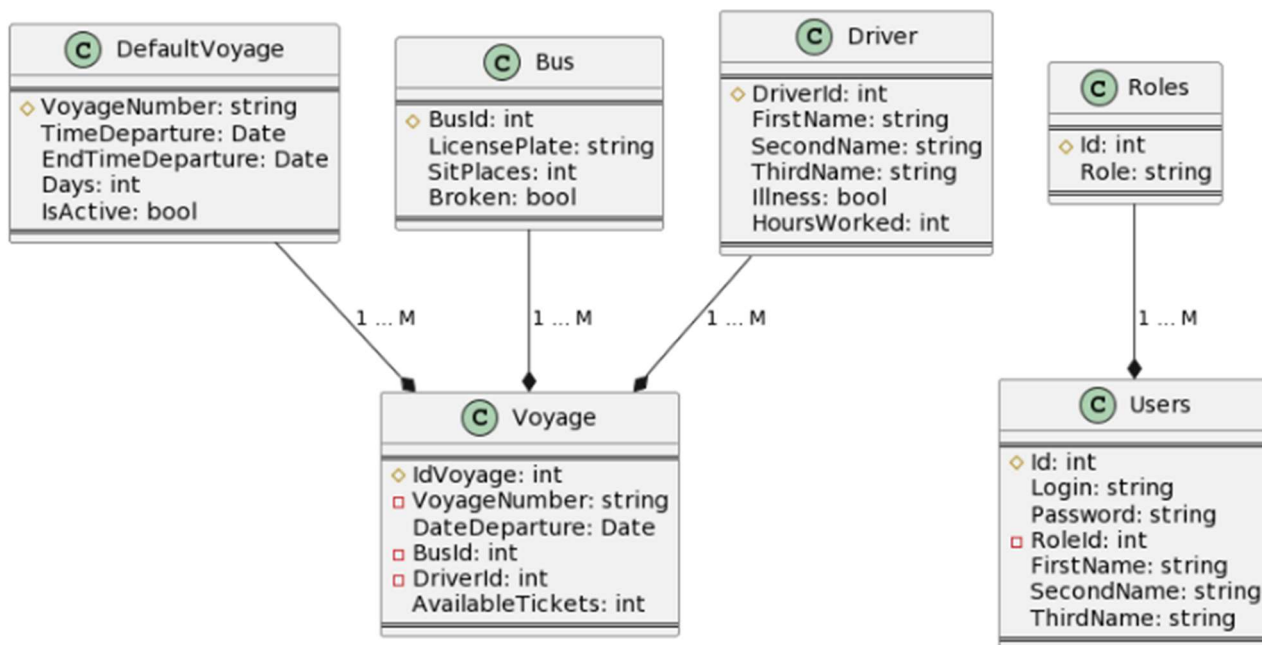 C DefaultVoyage
VoyageNumber: string
TimeDeparture: Date
EndTimeDeparture: Date
Days: int
IsActive: bool
C Bus
BusId: int
LicensePlate: string
SitPlaces: int
Broken: bool
C Driver
DriverId: int
FirstName: string
SecondName: string
ThirdName: string
Illness: bool
HoursWorked: int
C Roles
Id: int
Role: string
1 ... M
1 ... M
1 ... M
1 ... M
C Voyage
IdVoyage: int
VoyageNumber: string
DateDeparture: Date
BusId: int
DriverId: int
AvailableTickets: int
C Users
Id: int
Login: string
Password: string
RoleId: int
FirstName: string
SecondName: string
ThirdName: string